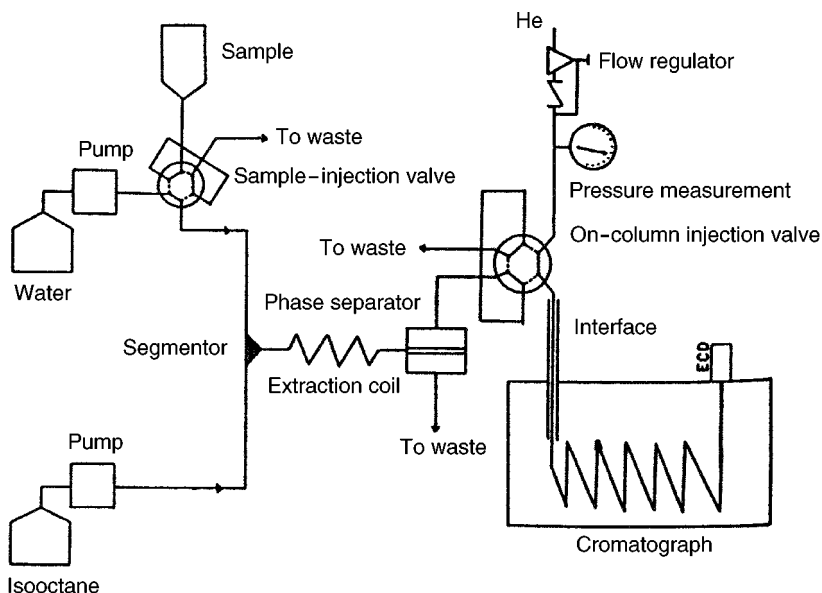 He
Sample
Flow regulator
To waste
Pump
Sample–injection valve
Pressure measurement
On–column injection valve
To waste
Water
Phase separator
Interface
Segmentor
ECD
Extraction coil
To waste
Pump
Cromatograph
Isooctane